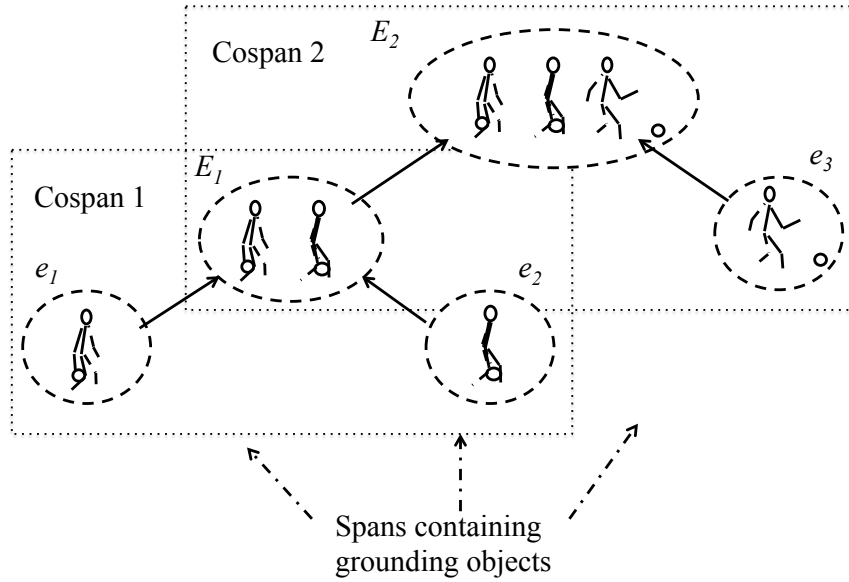 E₂
Cospan 2
e₃
E₁
Cospan 1
e₁
e₂
Spans containing
grounding objects